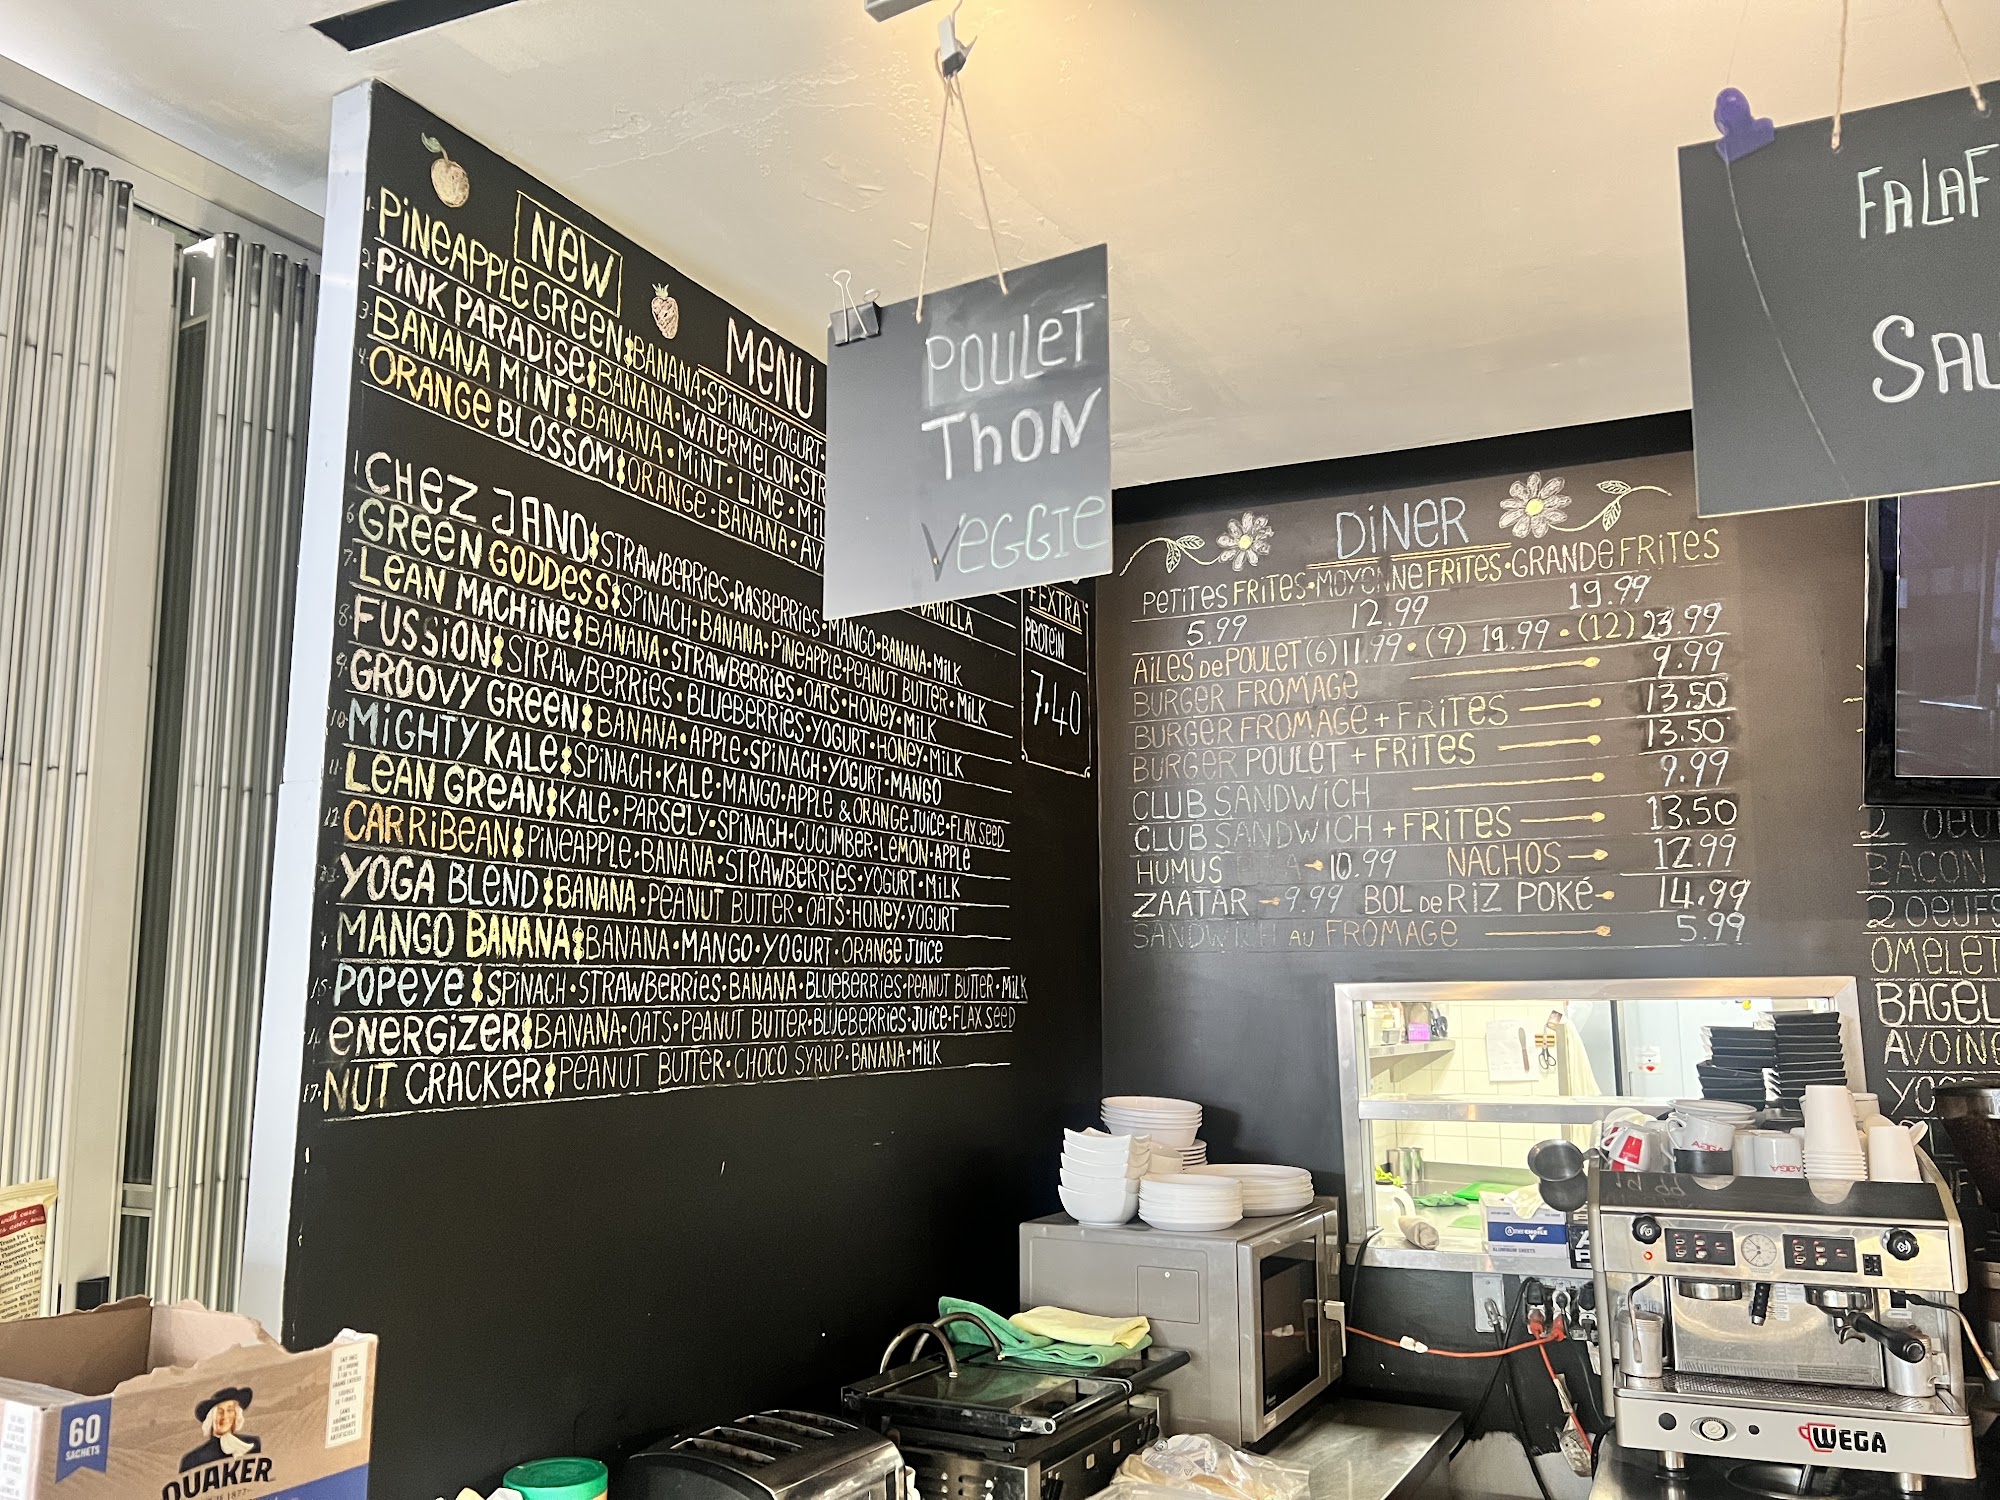 NEW
MENU
1. PINEAPPLE GREEN: BANANA • SPINACH • YOGURT •
2. PINK PARADISE: BANANA • WATERMELON • STR
3. BANANA MINT: BANANA • MINT • LIME • MIL
4. ORANGE BLOSSOM: ORANGE • BANANA • AV
VANILLA
CHEZ JANO: STRAWBERRIES • RASBERRIES • MANGO • BANANA • MILK
6. GREEN GODDESS: SPINACH • BANANA • PINEAPPLE • PEANUT BUTTER • MILK
7. LEAN MACHINE: BANANA • STRAWBERRIES • OATS • HONEY • MILK
8. FUSSION: STRAWBERRIES • BLUEBERRIES • YOGURT • HONEY • MILK
9. GROOVY GREEN: BANANA • APPLE • SPINACH • YOGURT • MANGO
10. MIGHTY KALE: SPINACH • KALE • MANGO • APPLE & ORANGE JUICE • FLAX SEED
11. LEAN GREAN: KALE • PARSELY • SPINACH • CUCUMBER • LEMON • APPLE
12. CARRIBEAN: PINEAPPLE • BANANA • STRAWBERRIES • YOGURT • MILK
13. YOGA BLEND: BANANA • PEANUT BUTTER • OATS • HONEY • YOGURT
MANGO BANANA: BANANA • MANGO • YOGURT • ORANGE JUICE
15. POPEYE: SPINACH • STRAWBERRIES • BANANA • BLUEBERRIES • PEANUT BUTTER • MILK
ENERGIZER: BANANA • OATS • PEANUT BUTTER • BLUEBERRIES • JUICE • FLAX SEED
17. NUT CRACKER: PEANUT BUTTER • CHOCO SYRUP • BANANA • MILK
+ EXTRA
PROTEIN
7.40
POULET
THON
VEGGIE
FALAF
SAU
DINER
PETITES FRITES • MOYENNE FRITES • GRANDE FRITES
5.99 12.99 19.99
AILES DE POULET (6) 11.99 • (9) 19.99 • (12) 23.99
BURGER FROMAGE 9.99
BURGER FROMAGE + FRITES 13.50
BURGER POULET + FRITES 13.50
CLUB SANDWICH 9.99
CLUB SANDWICH + FRITES 13.50
HUMUS 10.99 NACHOS 12.99
ZAATAR 9.99 BOL DE RIZ POKÉ 14.99
SANDWICH AU FROMAGE 5.99
2 OEU
BACON
2 OEUFS
OMELET
BAGEL
AVOINE
60
SACHETS
QUAKER
WEGA